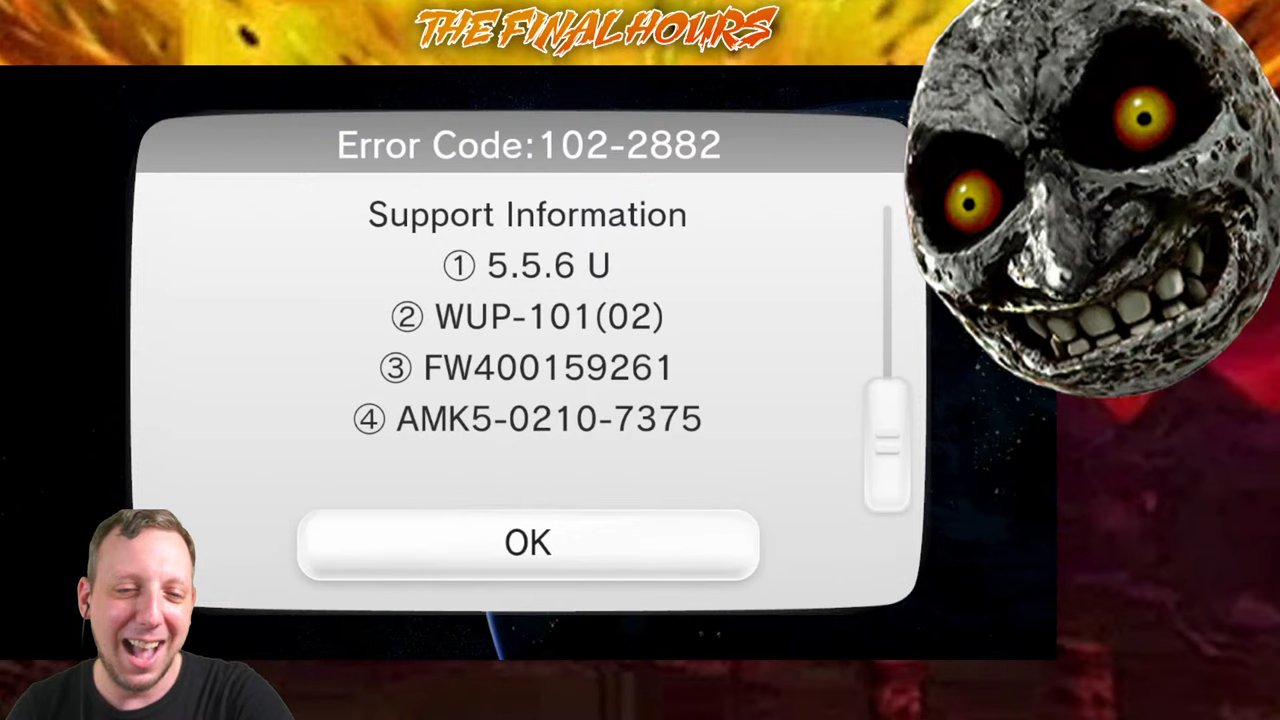 THE FINAL HOURS
Error Code:102-2882
Support Information
① 5.5.6 U
② WUP-101(02)
③ FW400159261
④ AMK5-0210-7375
OK